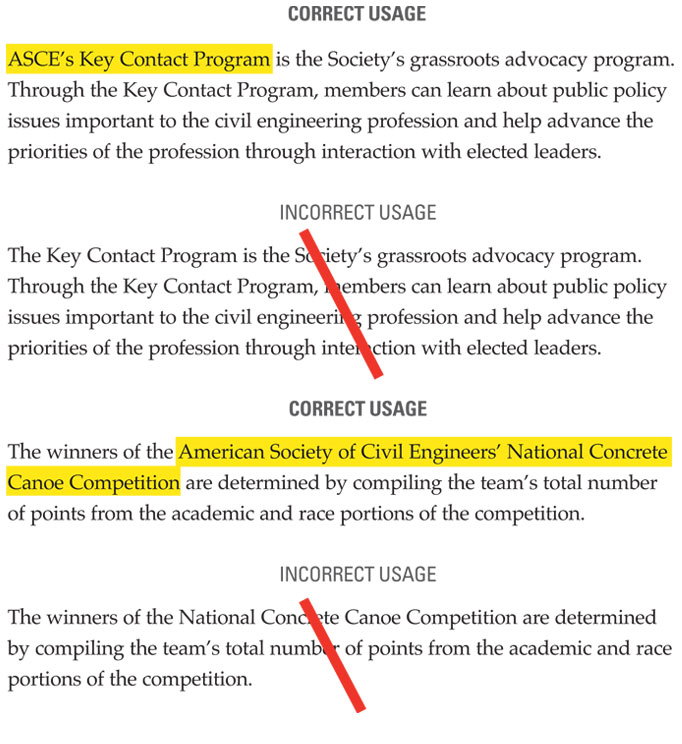 CORRECT USAGE
ASCE’s Key Contact Program is the Society’s grassroots advocacy program.
Through the Key Contact Program, members can learn about public policy
issues important to the civil engineering profession and help advance the
priorities of the profession through interaction with elected leaders.
INCORRECT USAGE
The Key Contact Program is the Society’s grassroots advocacy program.
Through the Key Contact Program, members can learn about public policy
issues important to the civil engineering profession and help advance the
priorities of the profession through interaction with elected leaders.
CORRECT USAGE
The winners of the American Society of Civil Engineers’ National Concrete
Canoe Competition are determined by compiling the team’s total number
of points from the academic and race portions of the competition.
INCORRECT USAGE
The winners of the National Concrete Canoe Competition are determined
by compiling the team’s total number of points from the academic and race
portions of the competition.